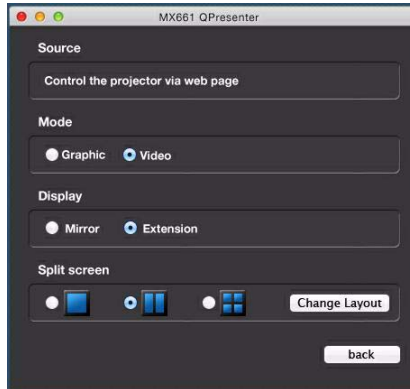 MX661 QPresenter
Source
Control the projector via web page
Mode
Graphic Video
Display
Mirror Extension
Split screen
Change Layout
back